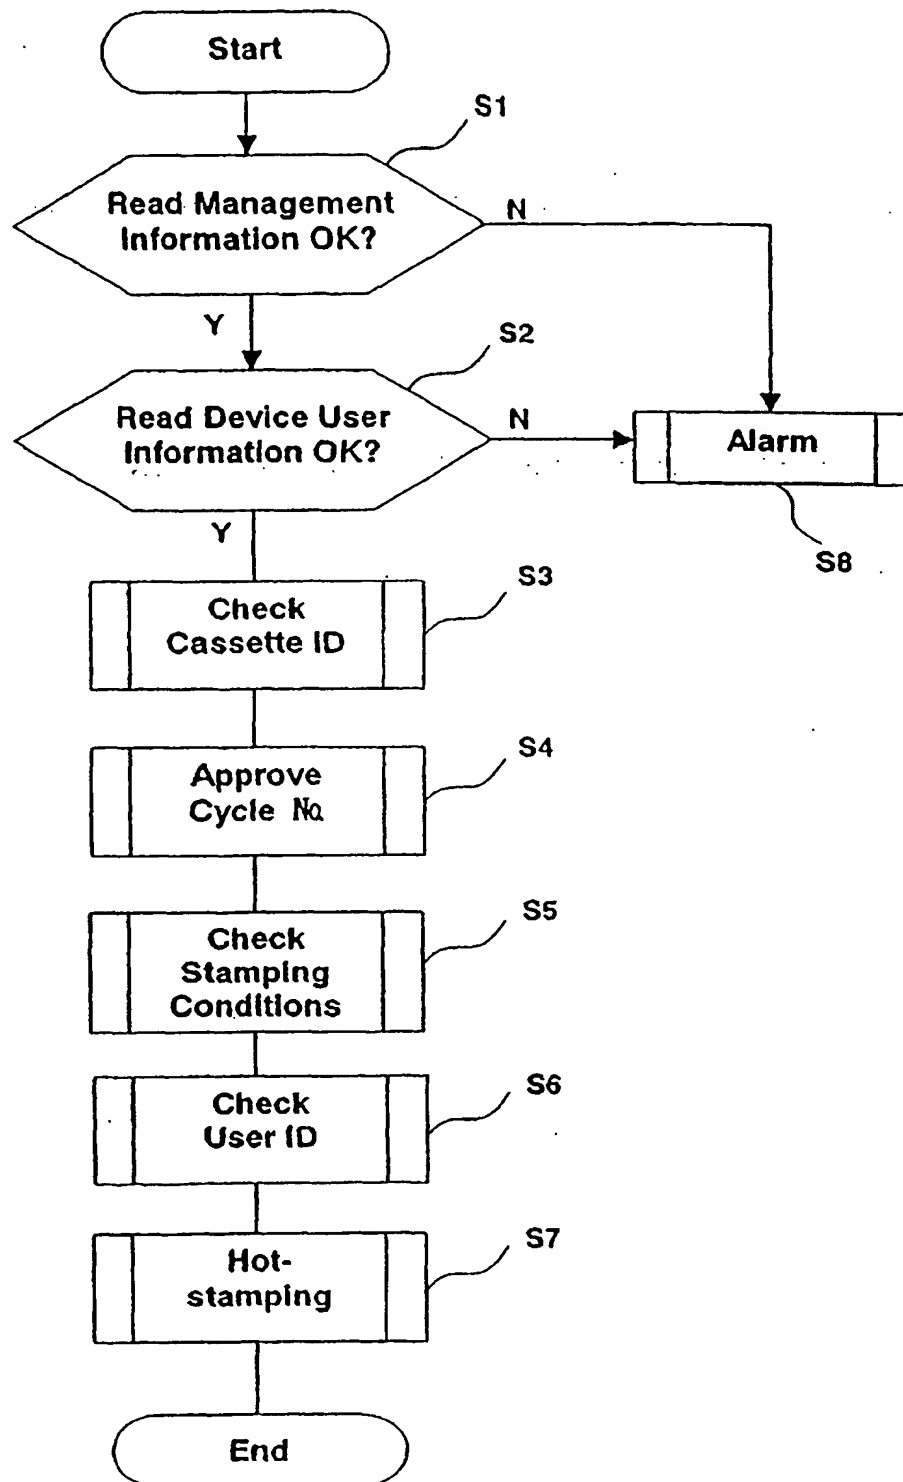 Start
S1
Read Management
Information OK?
N
Y
S2
Read Device User
Information OK?
N
Alarm
S8
Y
Check
Cassette ID
S3
Approve
Cycle No.
S4
Check
Stamping
Conditions
S5
Check
User ID
S6
Hot-
stamping
S7
End